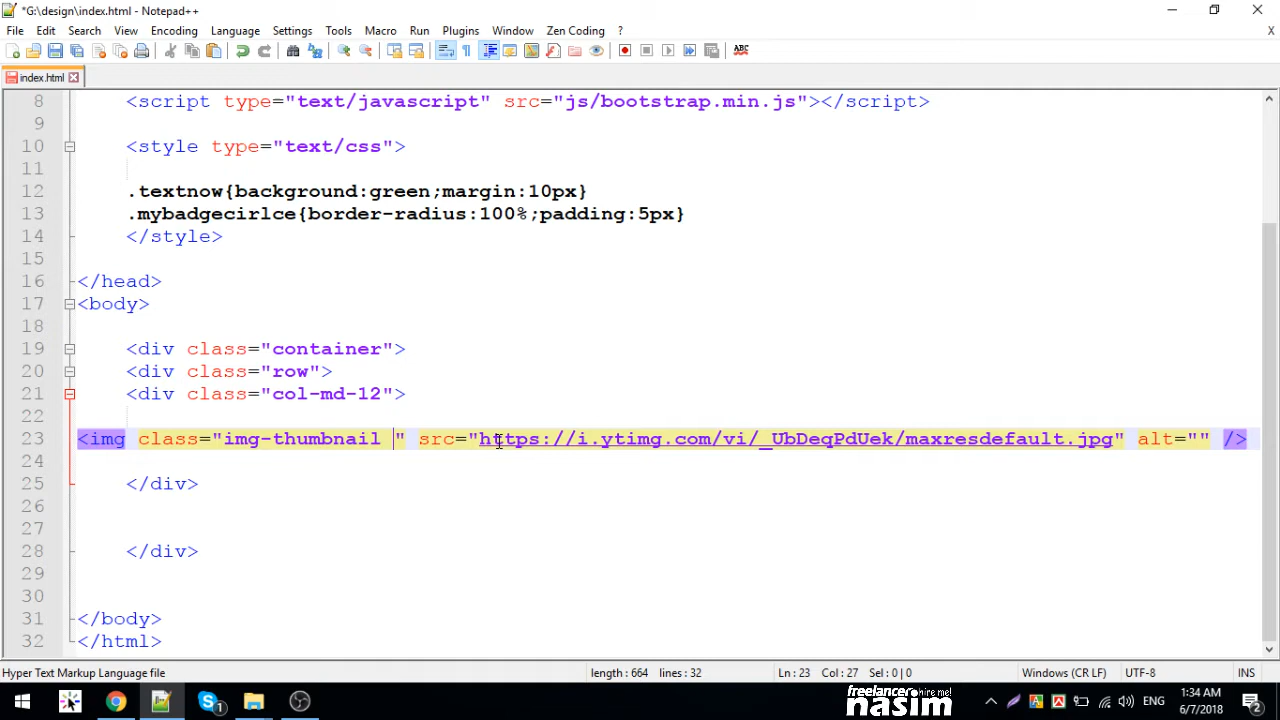 *G:\design\index.html - Notepad++
File Edit Search View Encoding Language Settings Tools Macro Run Plugins Window Zen Coding ? X
ABC
index.html
8 <script type="text/javascript" src="js/bootstrap.min.js"></script>
9
10 <style type="text/css">
11
12 .textnow{background:green;margin:10px}
13 .mybadgecirlce{border-radius:100%;padding:5px}
14 </style>
15
16 </head>
17 <body>
18
19 <div class="container">
20 <div class="row">
21 <div class="col-md-12">
22
23 <img class="img-thumbnail " src="https://i.ytimg.com/vi/_UbDeqPdUek/maxresdefault.jpg" alt="" />
24
25 </div>
26
27
28 </div>
29
30
31 </body>
32 </html>
Hyper Text Markup Language file length : 664 lines : 32 Ln : 23 Col : 27 Sel : 0 | 0 Windows (CR LF) UTF-8 INS
freelancer hire me!
nasim
1 ENG 1:34 AM
6/7/2018 2